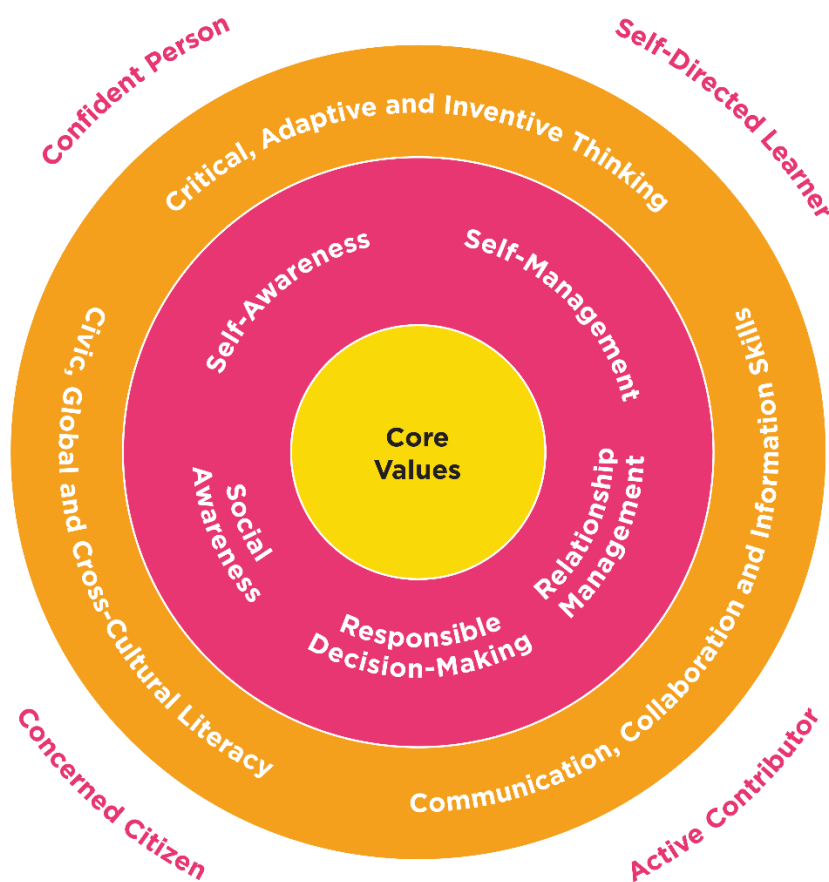 Confident Person
Self-Directed Learner
Critical, Adaptive and Inventive Thinking
Self-Awareness
Self-Management
Civic, Global and Cross-Cultural Literacy
Communication, Collaboration and Information Skills
Core
Values
Social
Awareness
Relationship
Management
Responsible
Decision-Making
Concerned Citizen
Active Contributor